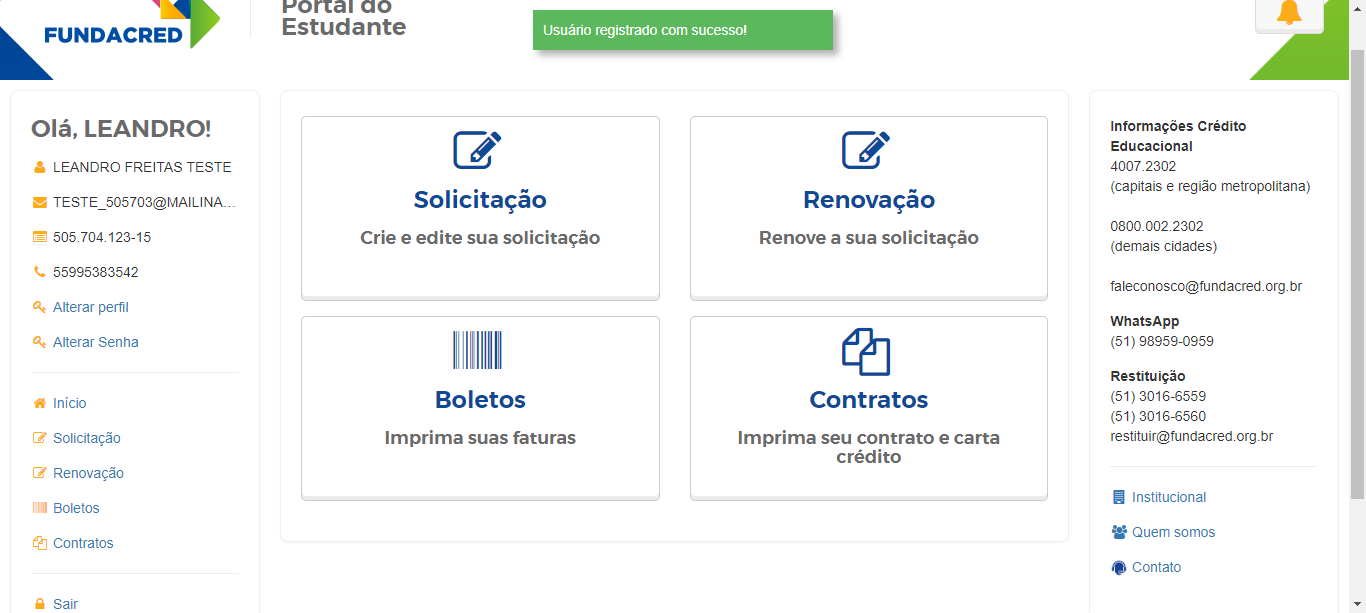 FUNDACRED
Portal do
Estudante
Usuário registrado com sucesso!
Olá, LEANDRO!
LEANDRO FREITAS TESTE
TESTE_505703@MAILINA...
505.704.123-15
55995383542
Alterar perfil
Alterar Senha
Início
Solicitação
Renovação
Boletos
Contratos
Sair
Solicitação
Crie e edite sua solicitação
Renovação
Renove a sua solicitação
Boletos
Imprima suas faturas
Contratos
Imprima seu contrato e carta
crédito
Informações Crédito
Educacional
4007.2302
(capitais e região metropolitana)
0800.002.2302
(demais cidades)
faleconosco@fundacred.org.br
WhatsApp
(51) 98959-0959
Restituição
(51) 3016-6559
(51) 3016-6560
restituir@fundacred.org.br
Institucional
Quem somos
Contato